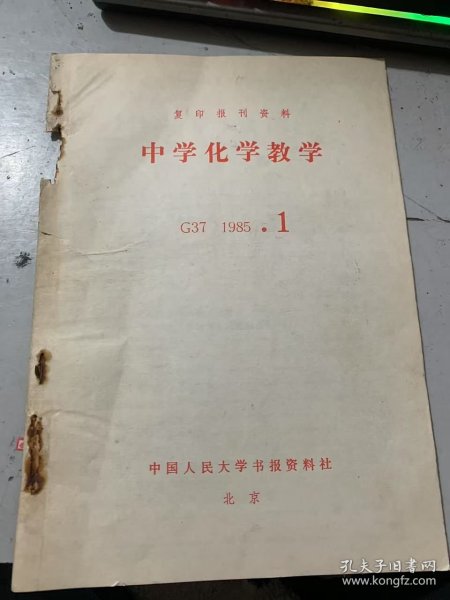 复印报刊资料
中学化学教学
G37 1985.1
中国人民大学书报资料社
北京
孔夫子旧书网
www.kongfz.com